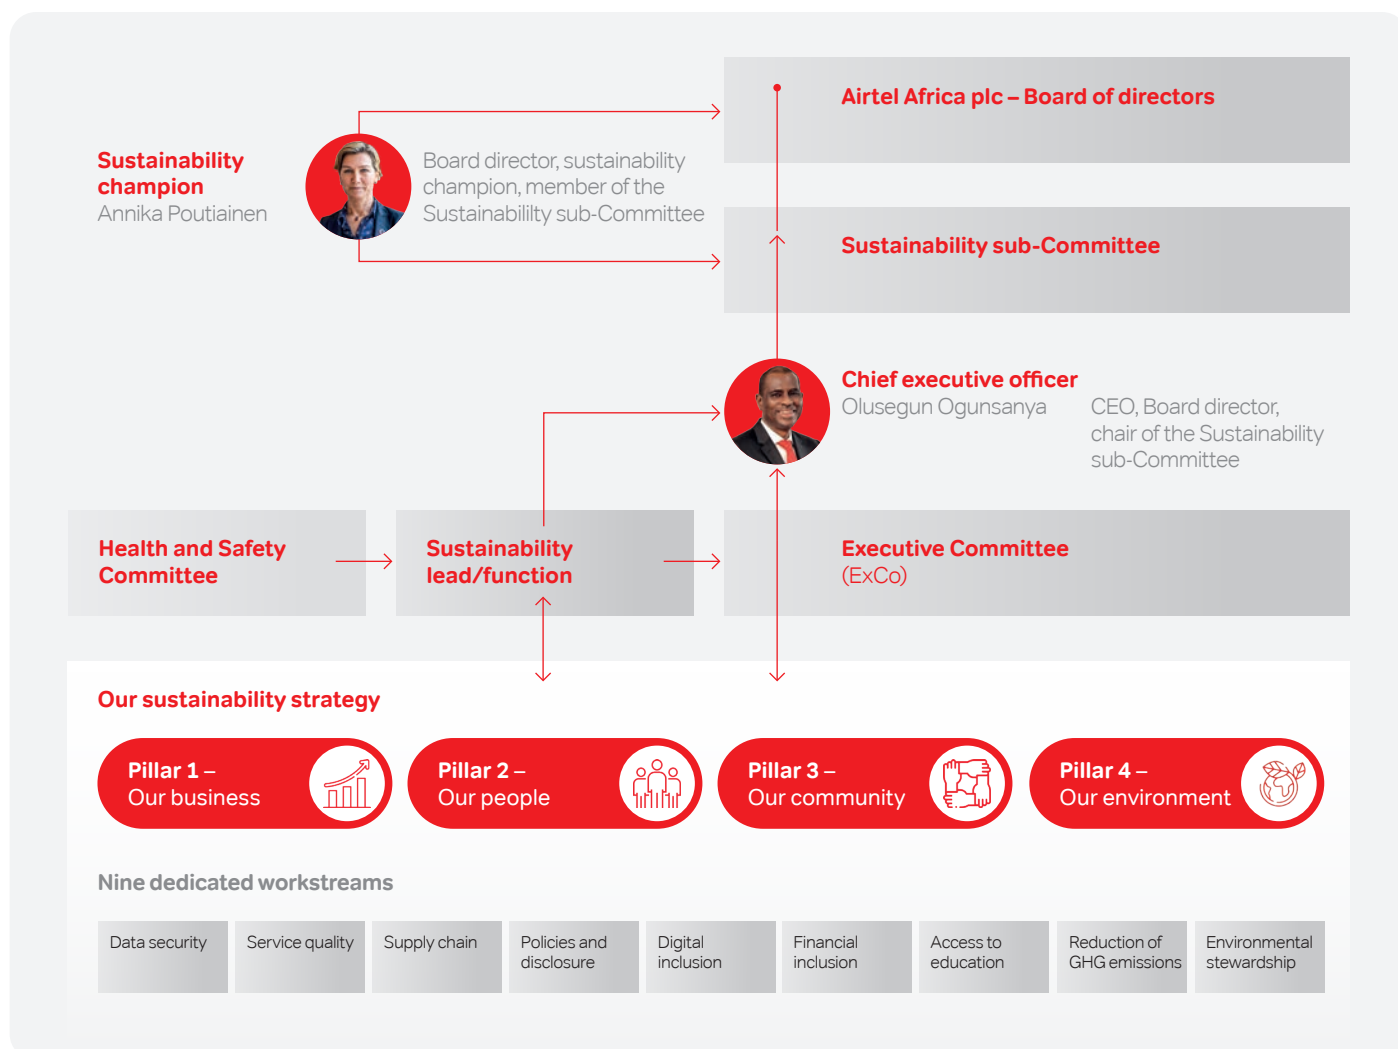 Airtel Africa plc – Board of directors
Sustainability
champion
Annika Poutiainen
Board director, sustainability
champion, member of the
Sustainabililty sub-Committee
Sustainability sub-Committee
Chief executive officer
Olusegun Ogunsanya
CEO, Board director,
chair of the Sustainability
sub-Committee
Health and Safety
Committee
Sustainability
lead/function
Executive Committee
(ExCo)
Our sustainability strategy
Pillar 1 –
Our business
Pillar 2 –
Our people
Pillar 3 –
Our community
Pillar 4 –
Our environment
Nine dedicated workstreams
Data security
Service quality
Supply chain
Policies and
disclosure
Digital
inclusion
Financial
inclusion
Access to
education
Reduction of
GHG emissions
Environmental
stewardship